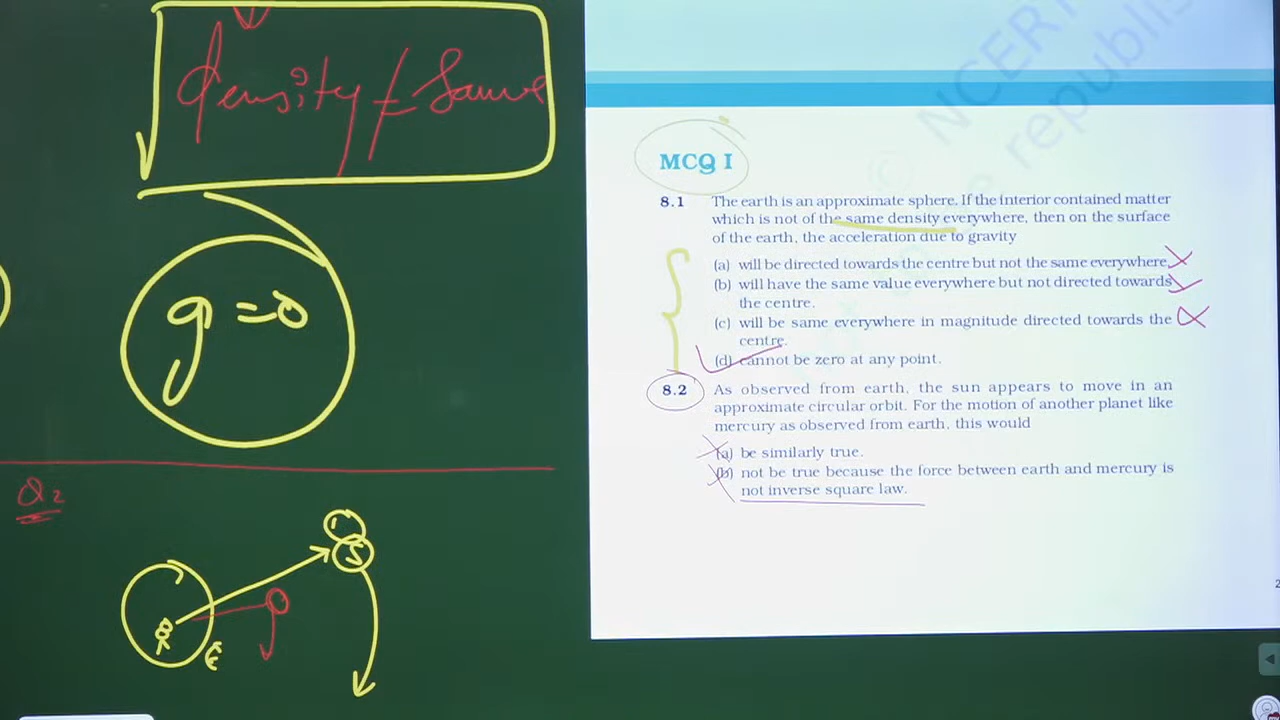 density ≠ Same
g = 0
Q2
S
E
© NCERT
republis
MCQ I
8.1 The earth is an approximate sphere. If the interior contained matter
which is not of the same density everywhere, then on the surface
of the earth, the acceleration due to gravity
(a) will be directed towards the centre but not the same everywhere.
(b) will have the same value everywhere but not directed towards
the centre.
(c) will be same everywhere in magnitude directed towards the
centre.
(d) cannot be zero at any point.
8.2 As observed from earth, the sun appears to move in an
approximate circular orbit. For the motion of another planet like
mercury as observed from earth, this would
(a) be similarly true.
(b) not be true because the force between earth and mercury is
not inverse square law.
2